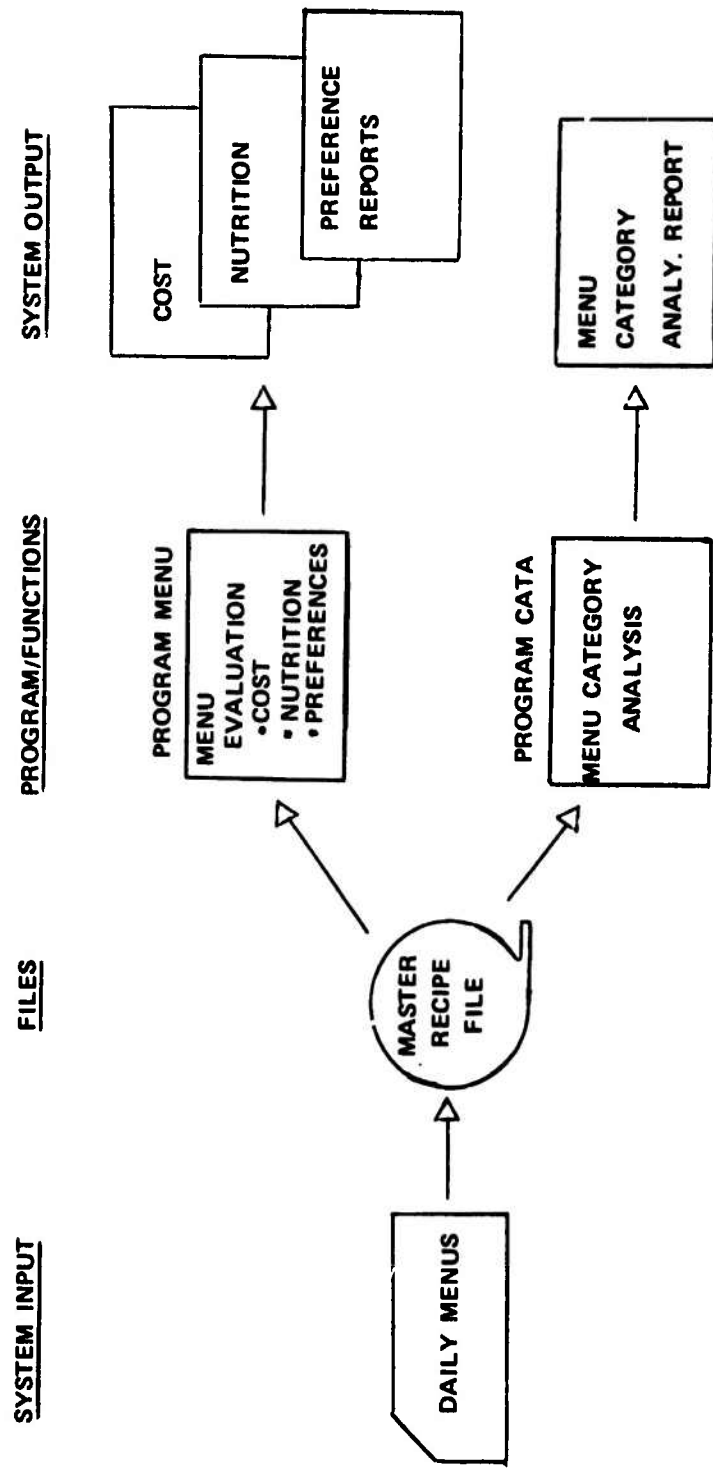 SYSTEM INPUT
FILES
PROGRAM/FUNCTIONS
SYSTEM OUTPUT
DAILY MENUS
MASTER
RECIPE
FILE
PROGRAM MENU
MENU
EVALUATION
•COST
•NUTRITION
•PREFERENCES
COST
NUTRITION
PREFERENCE
REPORTS
PROGRAM CATA
MENU CATEGORY
ANALYSIS
MENU
CATEGORY
ANALY. REPORT